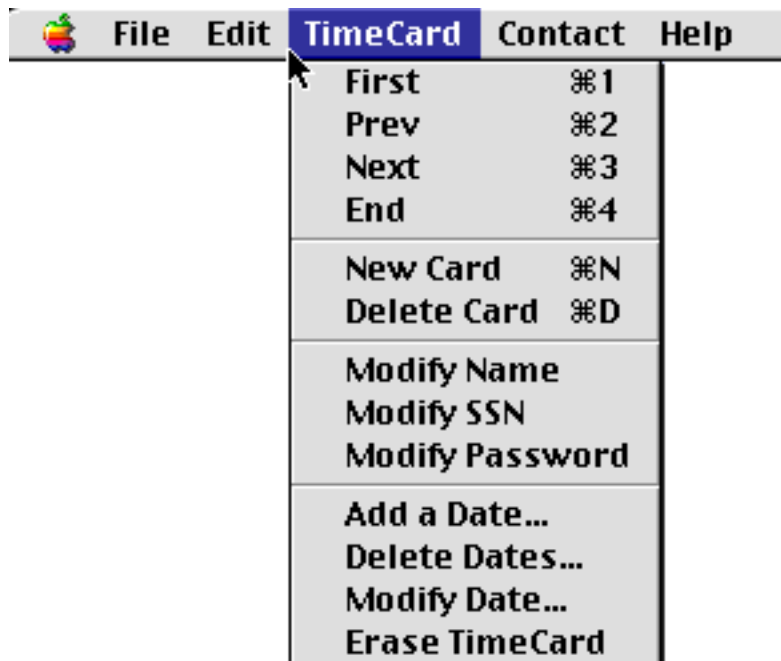 File Edit TimeCard Contact Help
First ⌘1
Prev ⌘2
Next ⌘3
End ⌘4
New Card ⌘N
Delete Card ⌘D
Modify Name
Modify SSN
Modify Password
Add a Date...
Delete Dates...
Modify Date...
Erase TimeCard